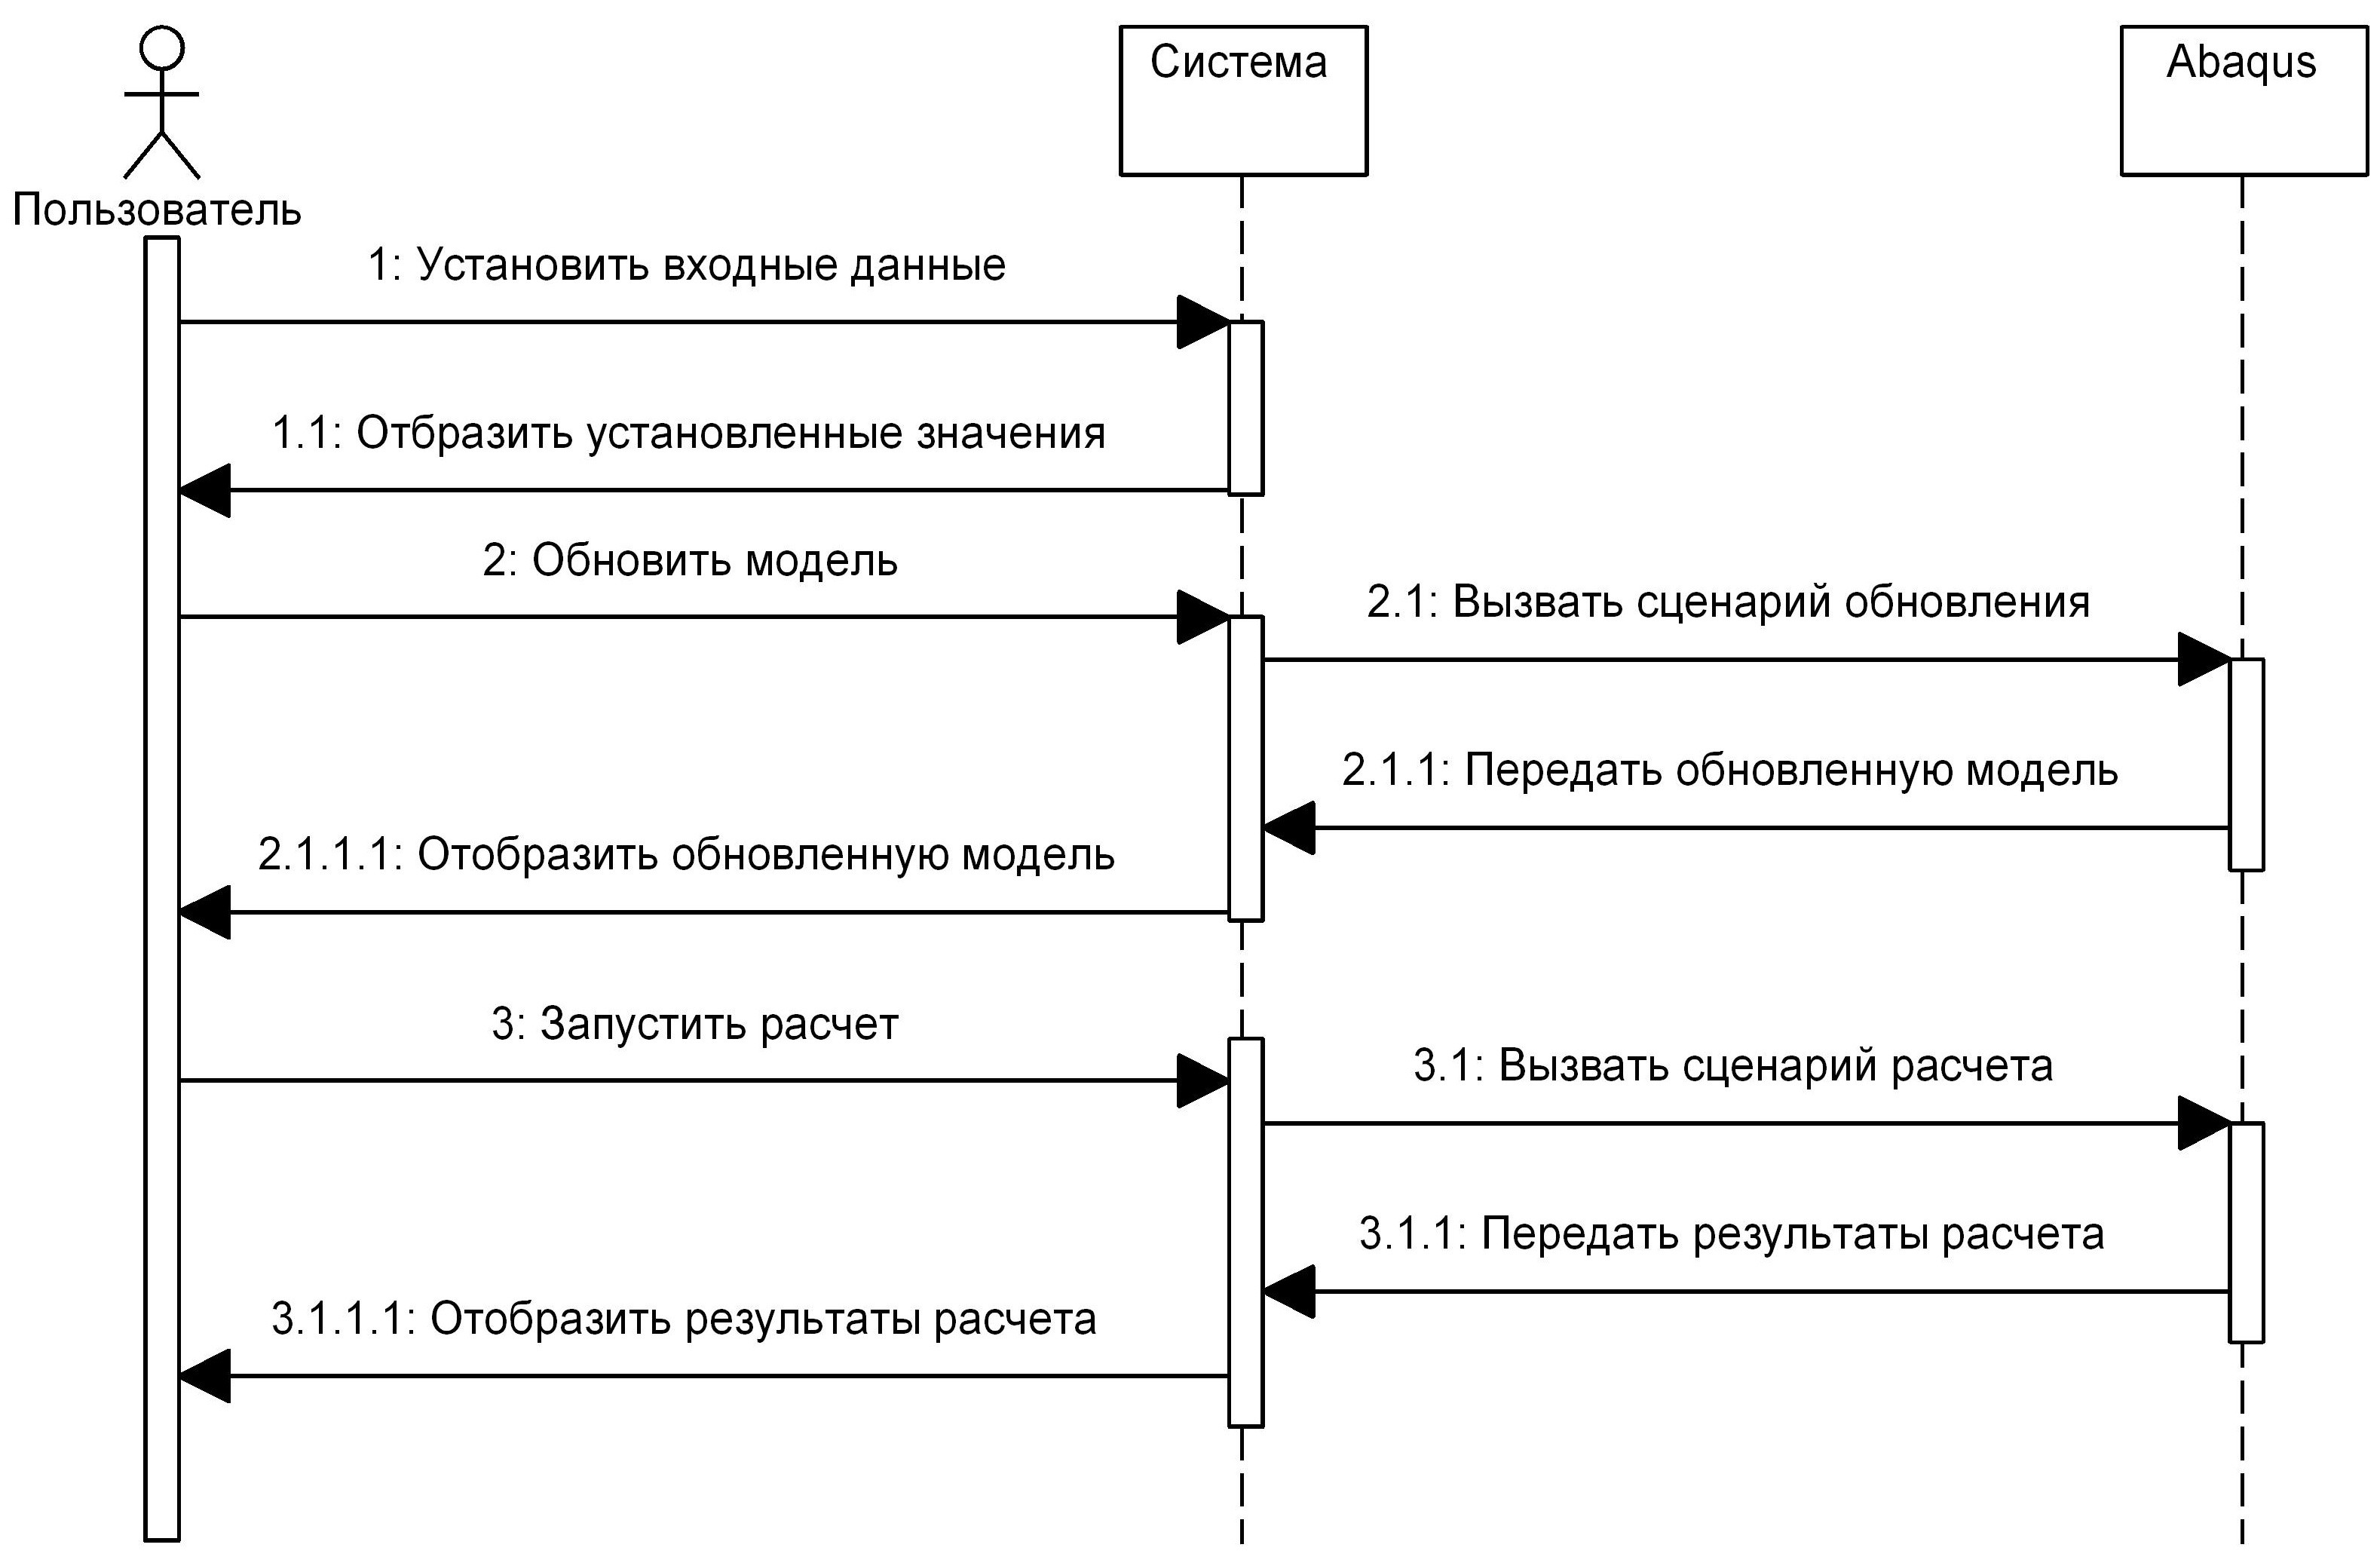 Пользователь
Система
Abaqus
1: Установить входные данные
1.1: Отбразить установленные значения
2: Обновить модель
2.1: Вызвать сценарий обновления
2.1.1: Передать обновленную модель
2.1.1.1: Отобразить обновленную модель
3: Запустить расчет
3.1: Вызвать сценарий расчета
3.1.1: Передать результаты расчета
3.1.1.1: Отобразить результаты расчета